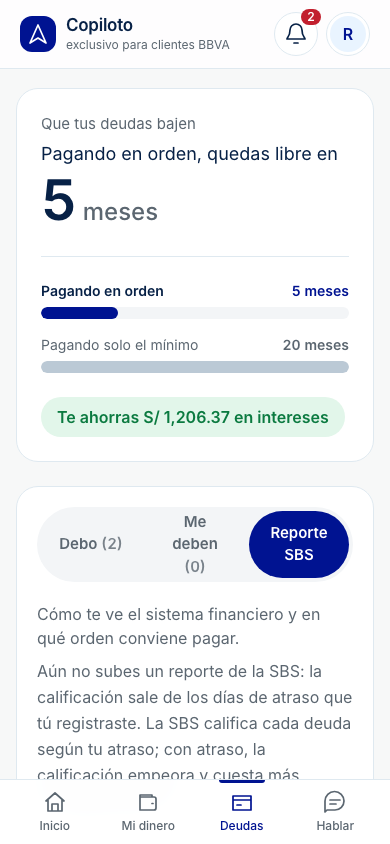 Copiloto
exclusivo para clientes BBVA
2
R
Que tus deudas bajen
Pagando en orden, quedas libre en
5 meses
Pagando en orden 5 meses
Pagando solo el mínimo 20 meses
Te ahorras S/ 1,206.37 en intereses
Debo (2)
Me
deben
(0)
Reporte
SBS
Cómo te ve el sistema financiero y en
qué orden conviene pagar.
Aún no subes un reporte de la SBS: la
calificación sale de los días de atraso que
tú registraste. La SBS califica cada deuda
según tu atraso; con atraso, la
calificación empeora y cuesta más
Inicio
Mi dinero
Deudas
Hablar